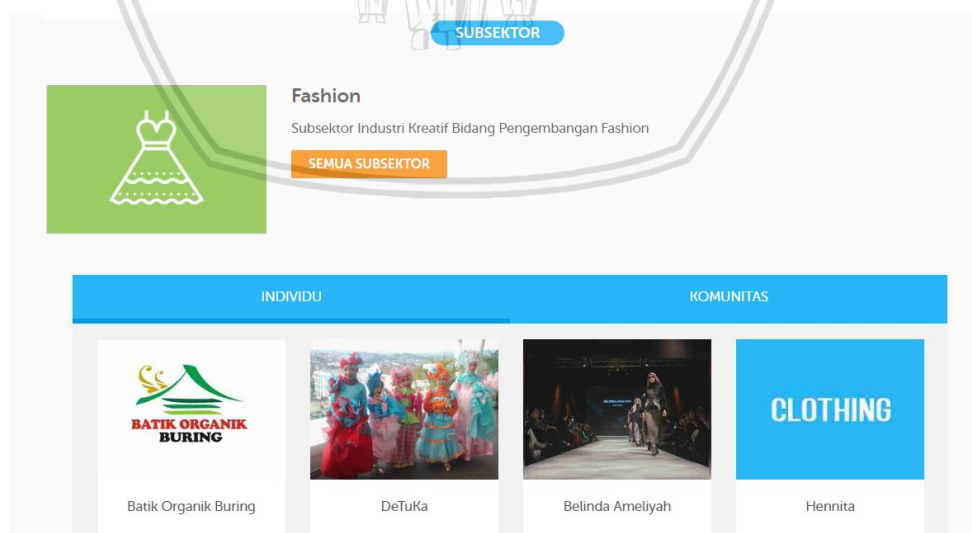 SUBSEKTOR
Fashion
Subsektor Industri Kreatif Bidang Pengembangan Fashion
SEMUA SUBSEKTOR
INDIVIDU
KOMUNITAS
BATIK ORGANIK
BURING
CLOTHING
Batik Organik Buring
DeTuKa
Belinda Ameliyah
Hennita